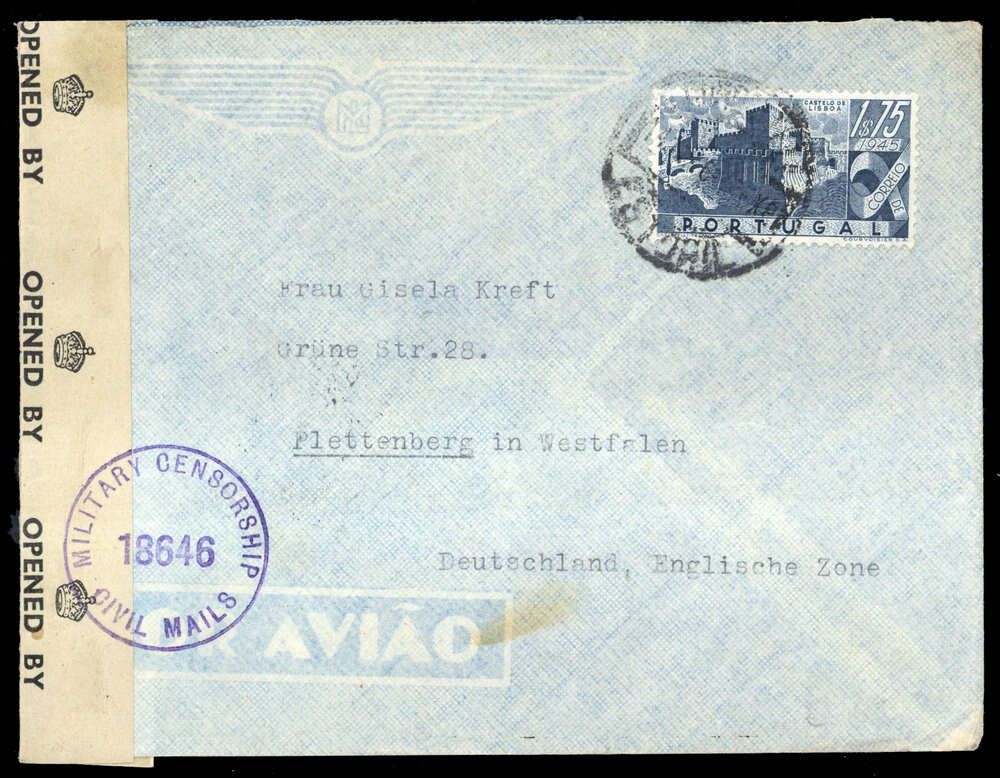 OPENED BY
OPENED BY
OPENED BY
CASTELO DE
LISBOA
1$75
1945
CORREIO
DE
PORTUGAL
COURVOISIER S.A.
Frau Gisela Kreft
Grüne Str.28.
Plettenberg in Westfalen
Deutschland, Englische Zone
MILITARY CENSORSHIP
18646
CIVIL MAILS
AVIÃO